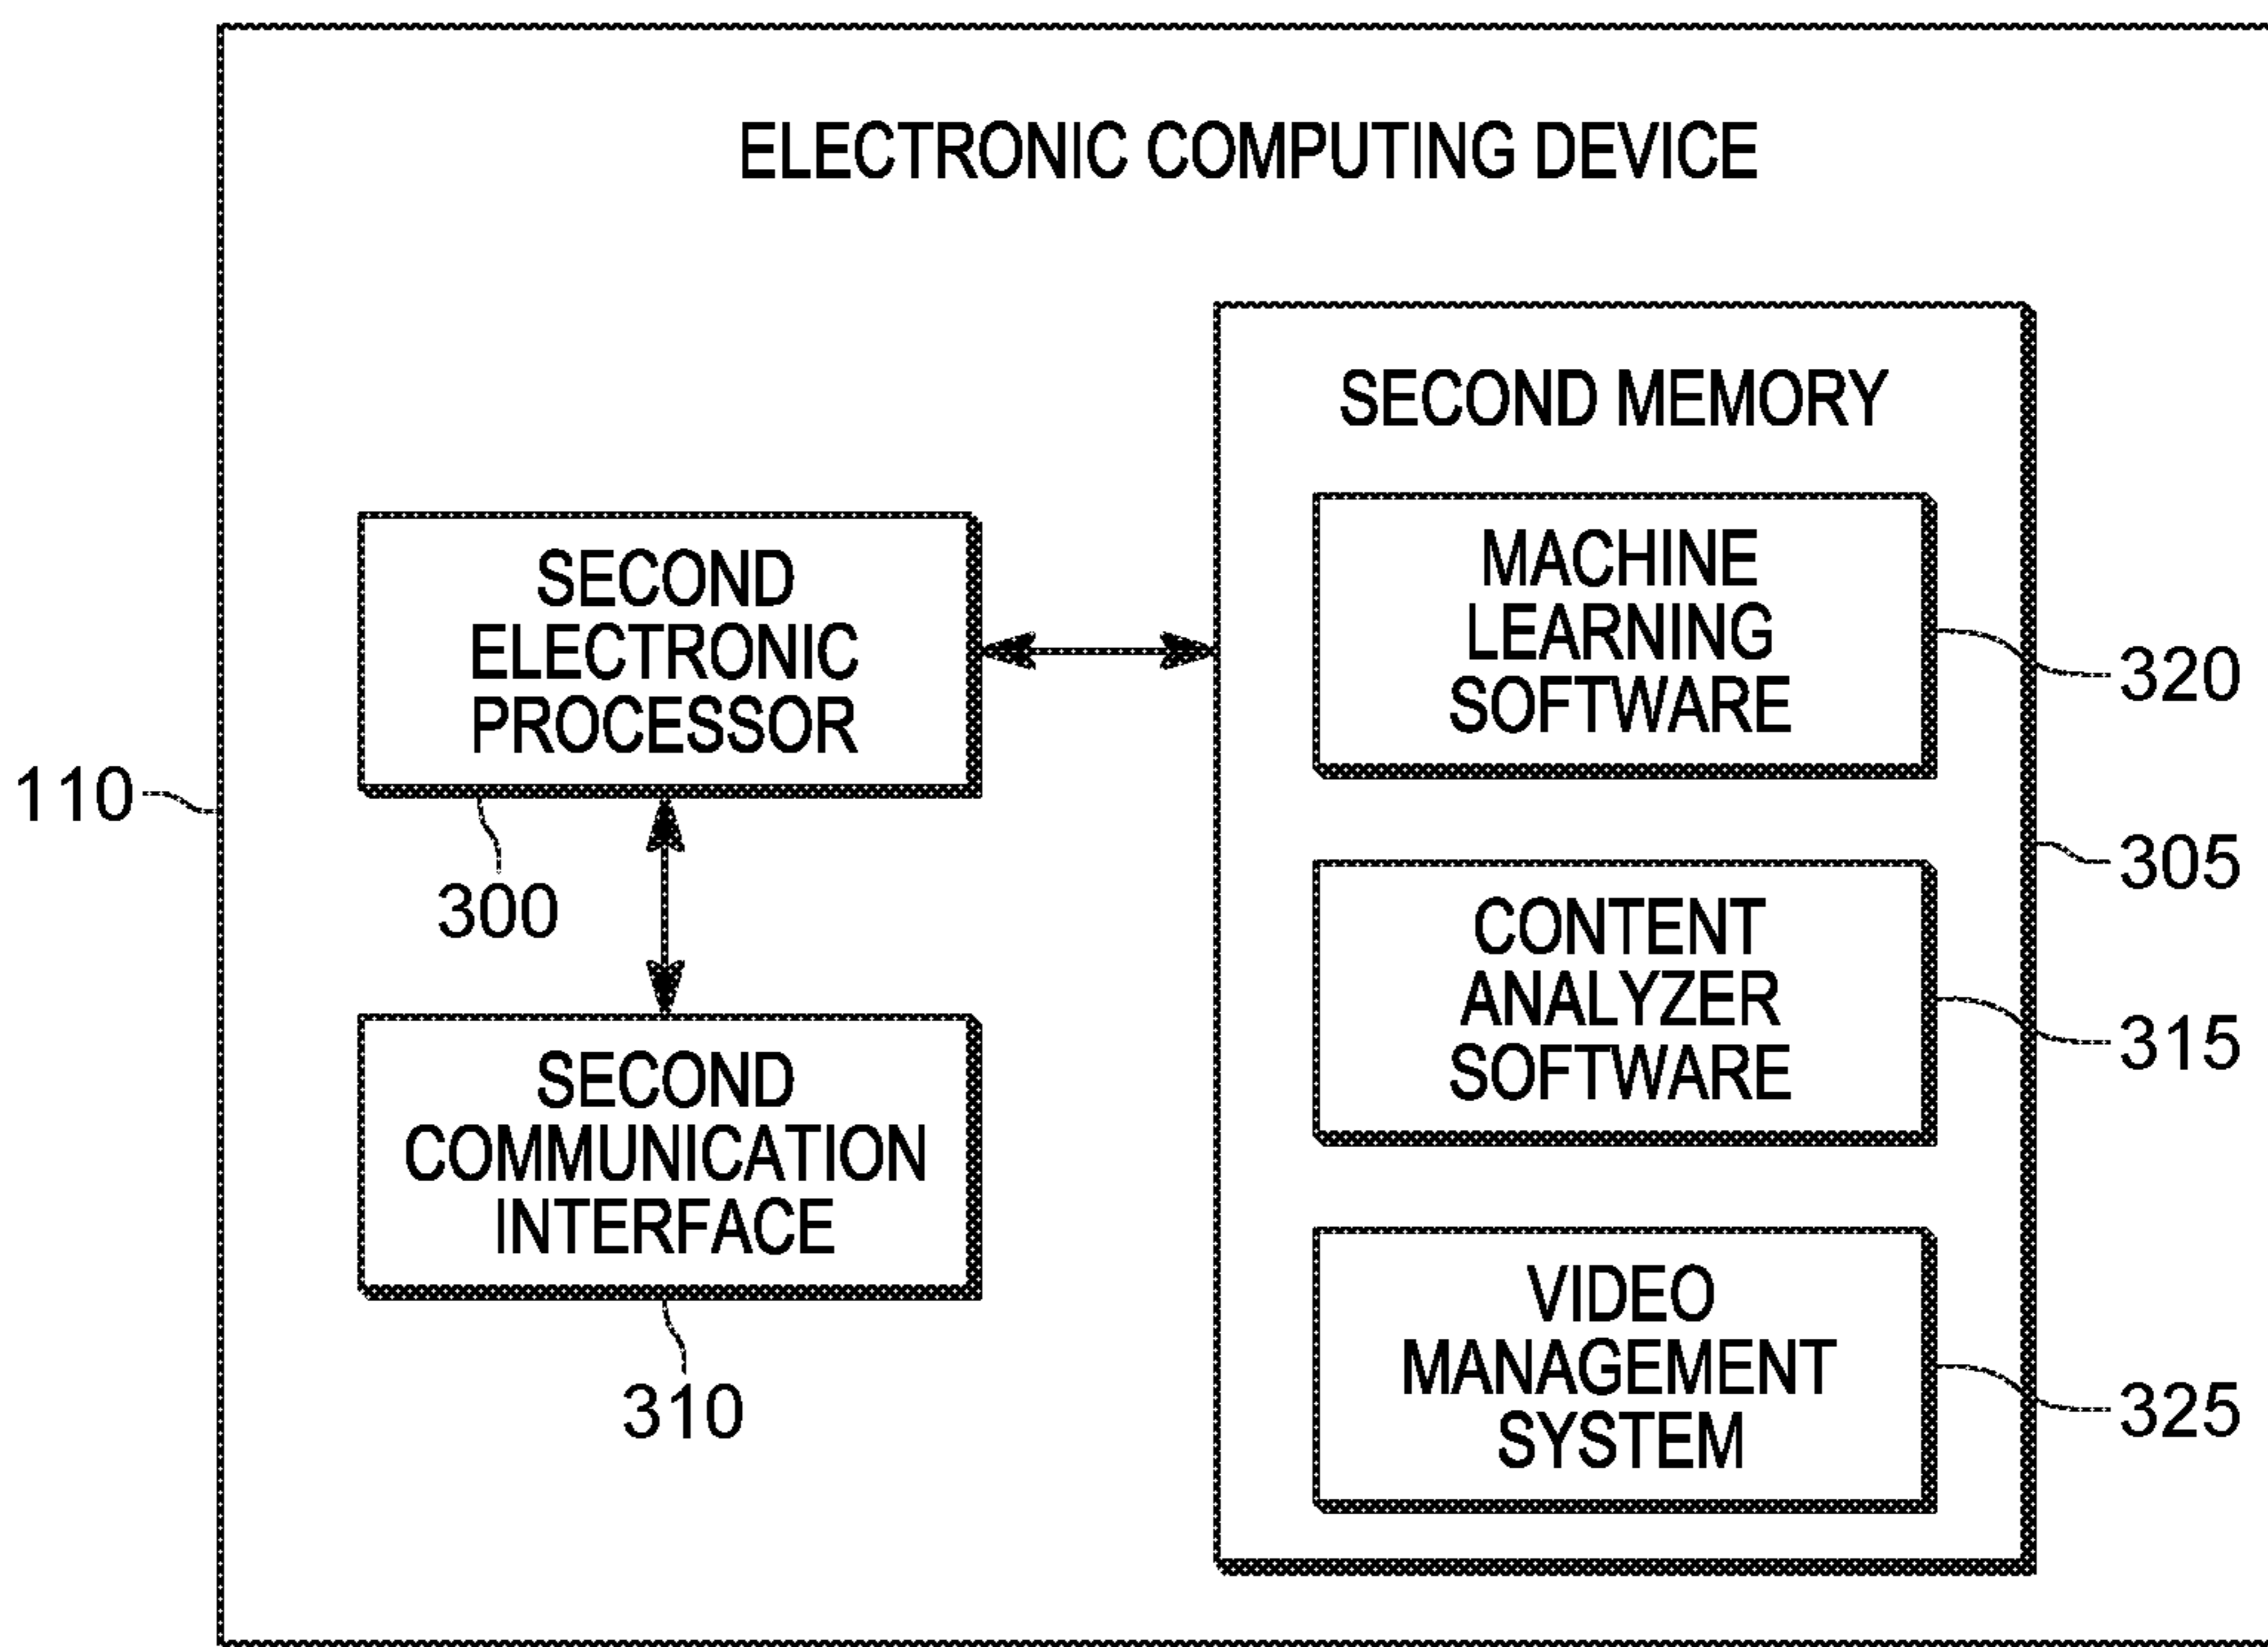 ELECTRONIC COMPUTING DEVICE
110
SECOND
ELECTRONIC
PROCESSOR
300
SECOND
COMMUNICATION
INTERFACE
310
SECOND MEMORY
MACHINE
LEARNING
SOFTWARE
320
305
CONTENT
ANALYZER
SOFTWARE
315
VIDEO
MANAGEMENT
SYSTEM
325